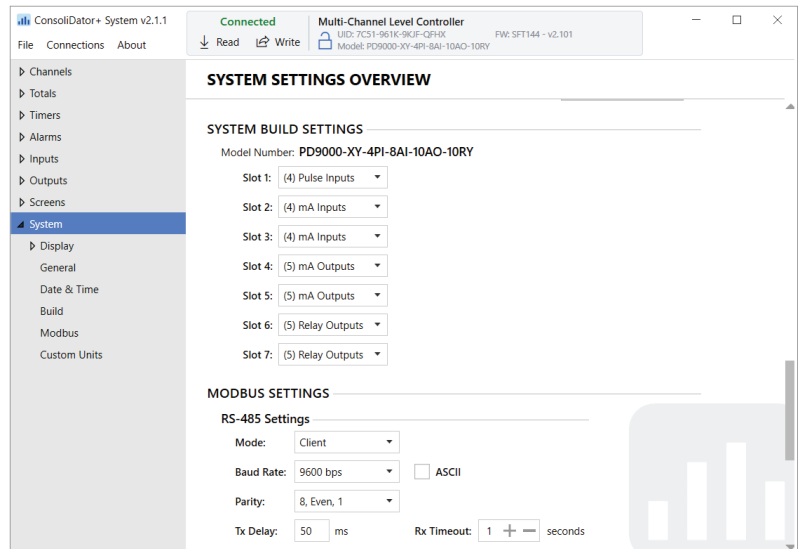 ConsoliDator+ System v2.1.1
File Connections About
Connected
Read Write
Multi-Channel Level Controller
UID: 7C51-961K-9KJF-QFHX FW: SFT144 - v2.101
Model: PD9000-XY-4PI-8AI-10AO-10RY
Channels
Totals
Timers
Alarms
Inputs
Outputs
Screens
System
Display
General
Date & Time
Build
Modbus
Custom Units
SYSTEM SETTINGS OVERVIEW
SYSTEM BUILD SETTINGS
Model Number: PD9000-XY-4PI-8AI-10AO-10RY
Slot 1: (4) Pulse Inputs
Slot 2: (4) mA Inputs
Slot 3: (4) mA Inputs
Slot 4: (5) mA Outputs
Slot 5: (5) mA Outputs
Slot 6: (5) Relay Outputs
Slot 7: (5) Relay Outputs
MODBUS SETTINGS
RS-485 Settings
Mode: Client
Baud Rate: 9600 bps ASCII
Parity: 8, Even, 1
Tx Delay: 50 ms Rx Timeout: 1 seconds